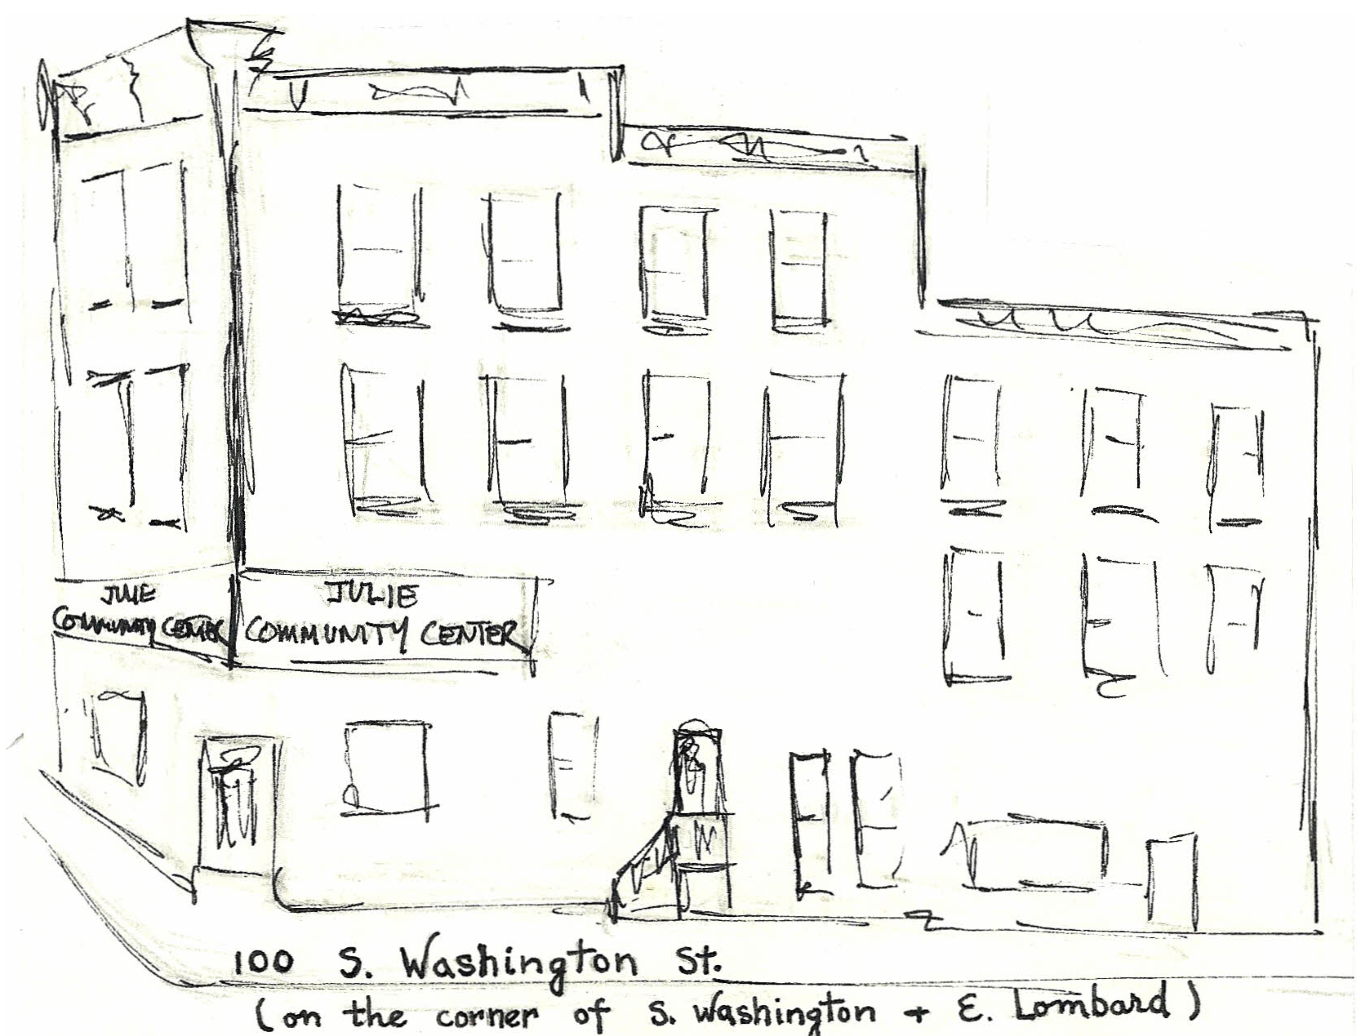 JULIE
COMMUNITY CENTER
JULIE
COMMUNITY CENTER
100 S. Washington St.
(on the corner of S. Washington + E. Lombard)